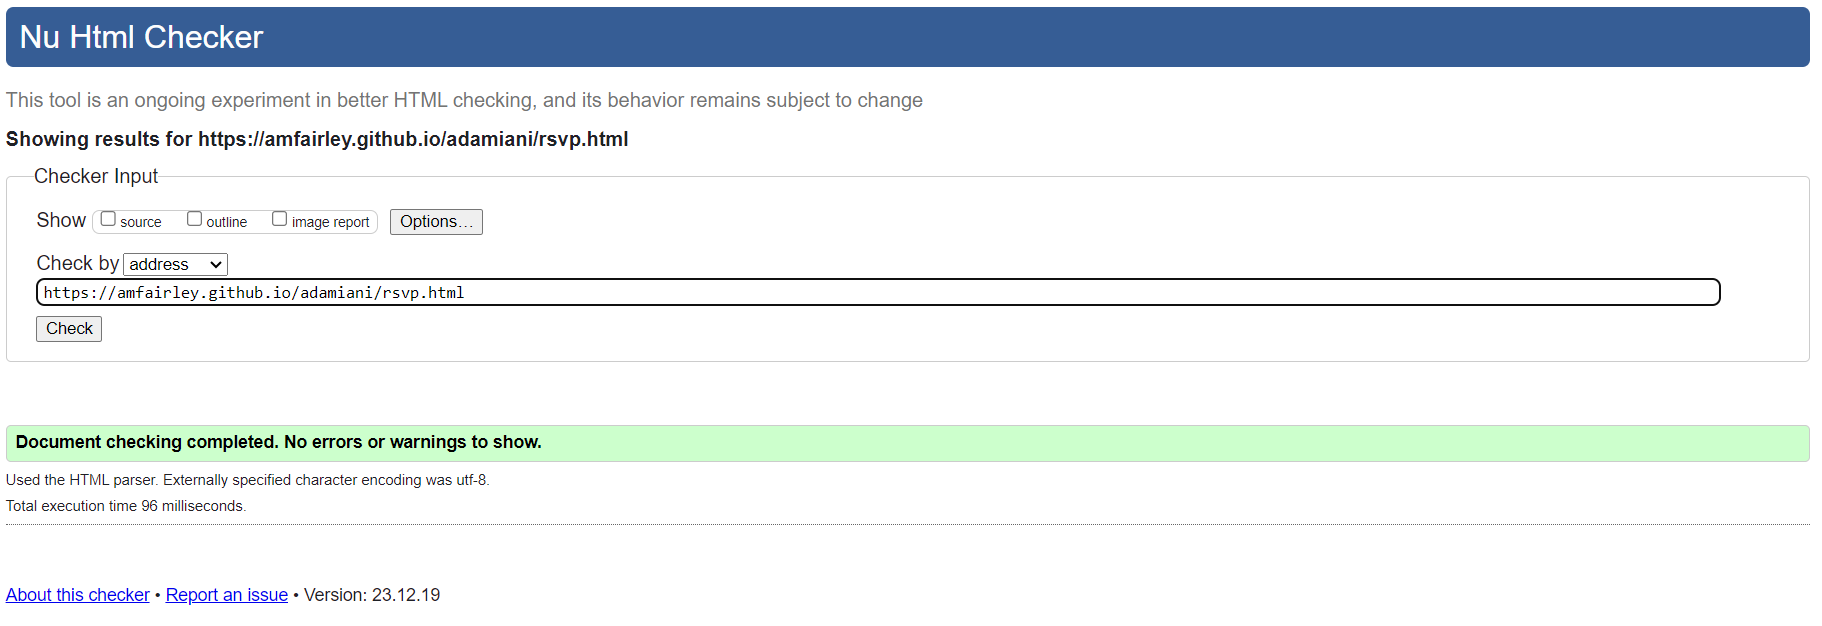 Nu Html Checker
This tool is an ongoing experiment in better HTML checking, and its behavior remains subject to change
Showing results for https://amfairley.github.io/adamiani/rsvp.html
Checker Input
Show source outline image report Options…
Check by address
https://amfairley.github.io/adamiani/rsvp.html
Check
Document checking completed. No errors or warnings to show.
Used the HTML parser. Externally specified character encoding was utf-8.
Total execution time 96 milliseconds.
About this checker • Report an issue • Version: 23.12.19